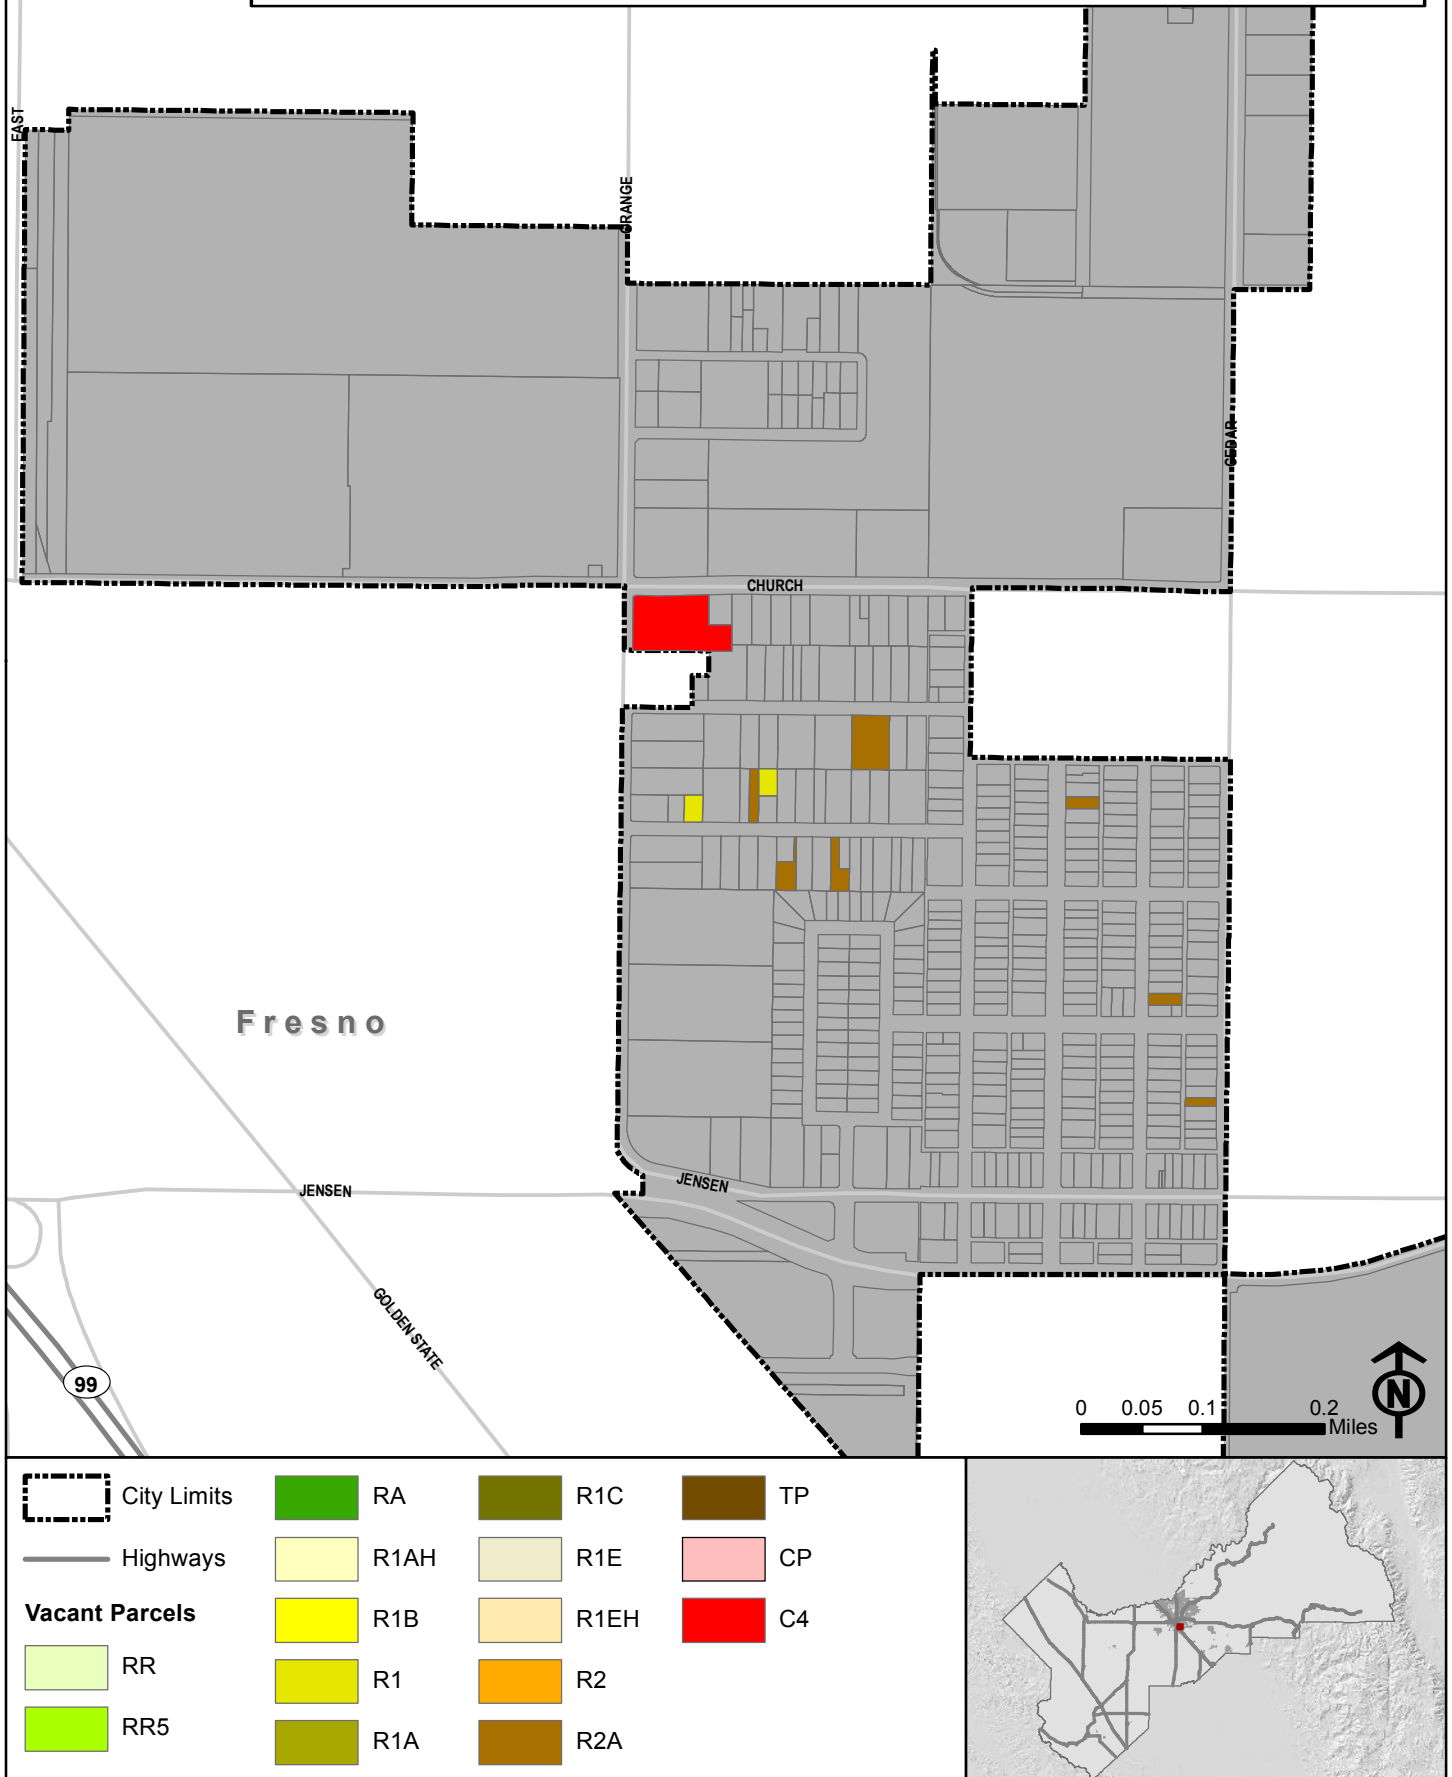 EAST
ORANGE
CEDAR
CHURCH
Fresno
JENSEN
JENSEN
GOLDEN STATE
99
N
0 0.05 0.1 0.2
Miles
City Limits
Highways
Vacant Parcels
RR
RR5
RA
R1AH
R1B
R1
R1A
R1C
R1E
R1EH
R2
R2A
TP
CP
C4